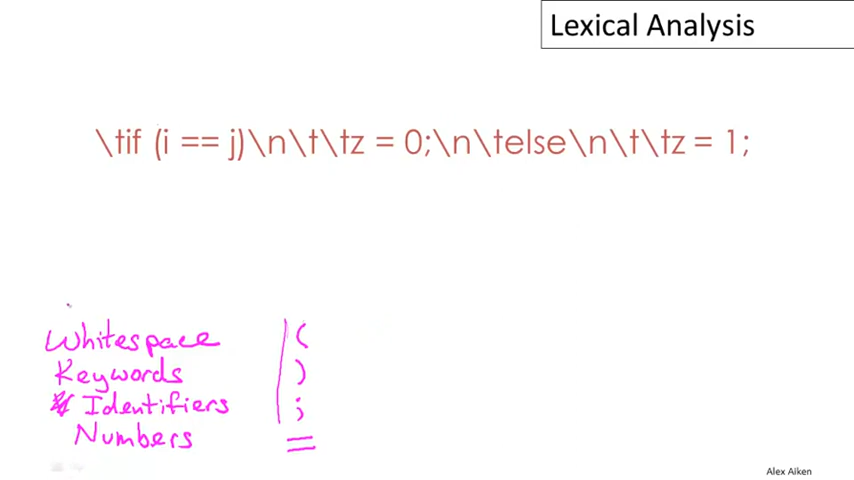 Lexical Analysis
\tif (i == j)\n\t\tz = 0;\n\telse\n\t\tz = 1;
Whitespace (
Keywords )
Identifiers ;
Numbers =
Alex Aiken